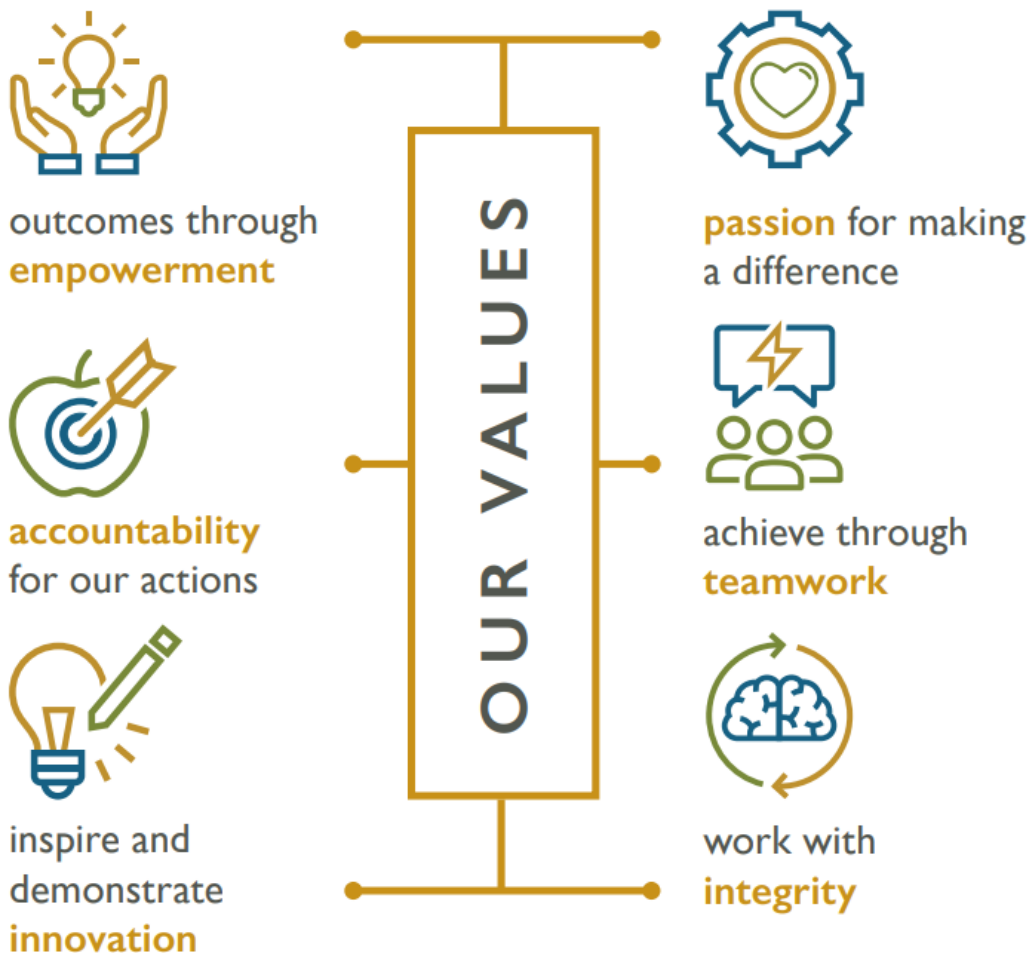 outcomes through
empowerment
accountability
for our actions
inspire and
demonstrate
innovation
OUR VALUES
passion for making
a difference
achieve through
teamwork
work with
integrity